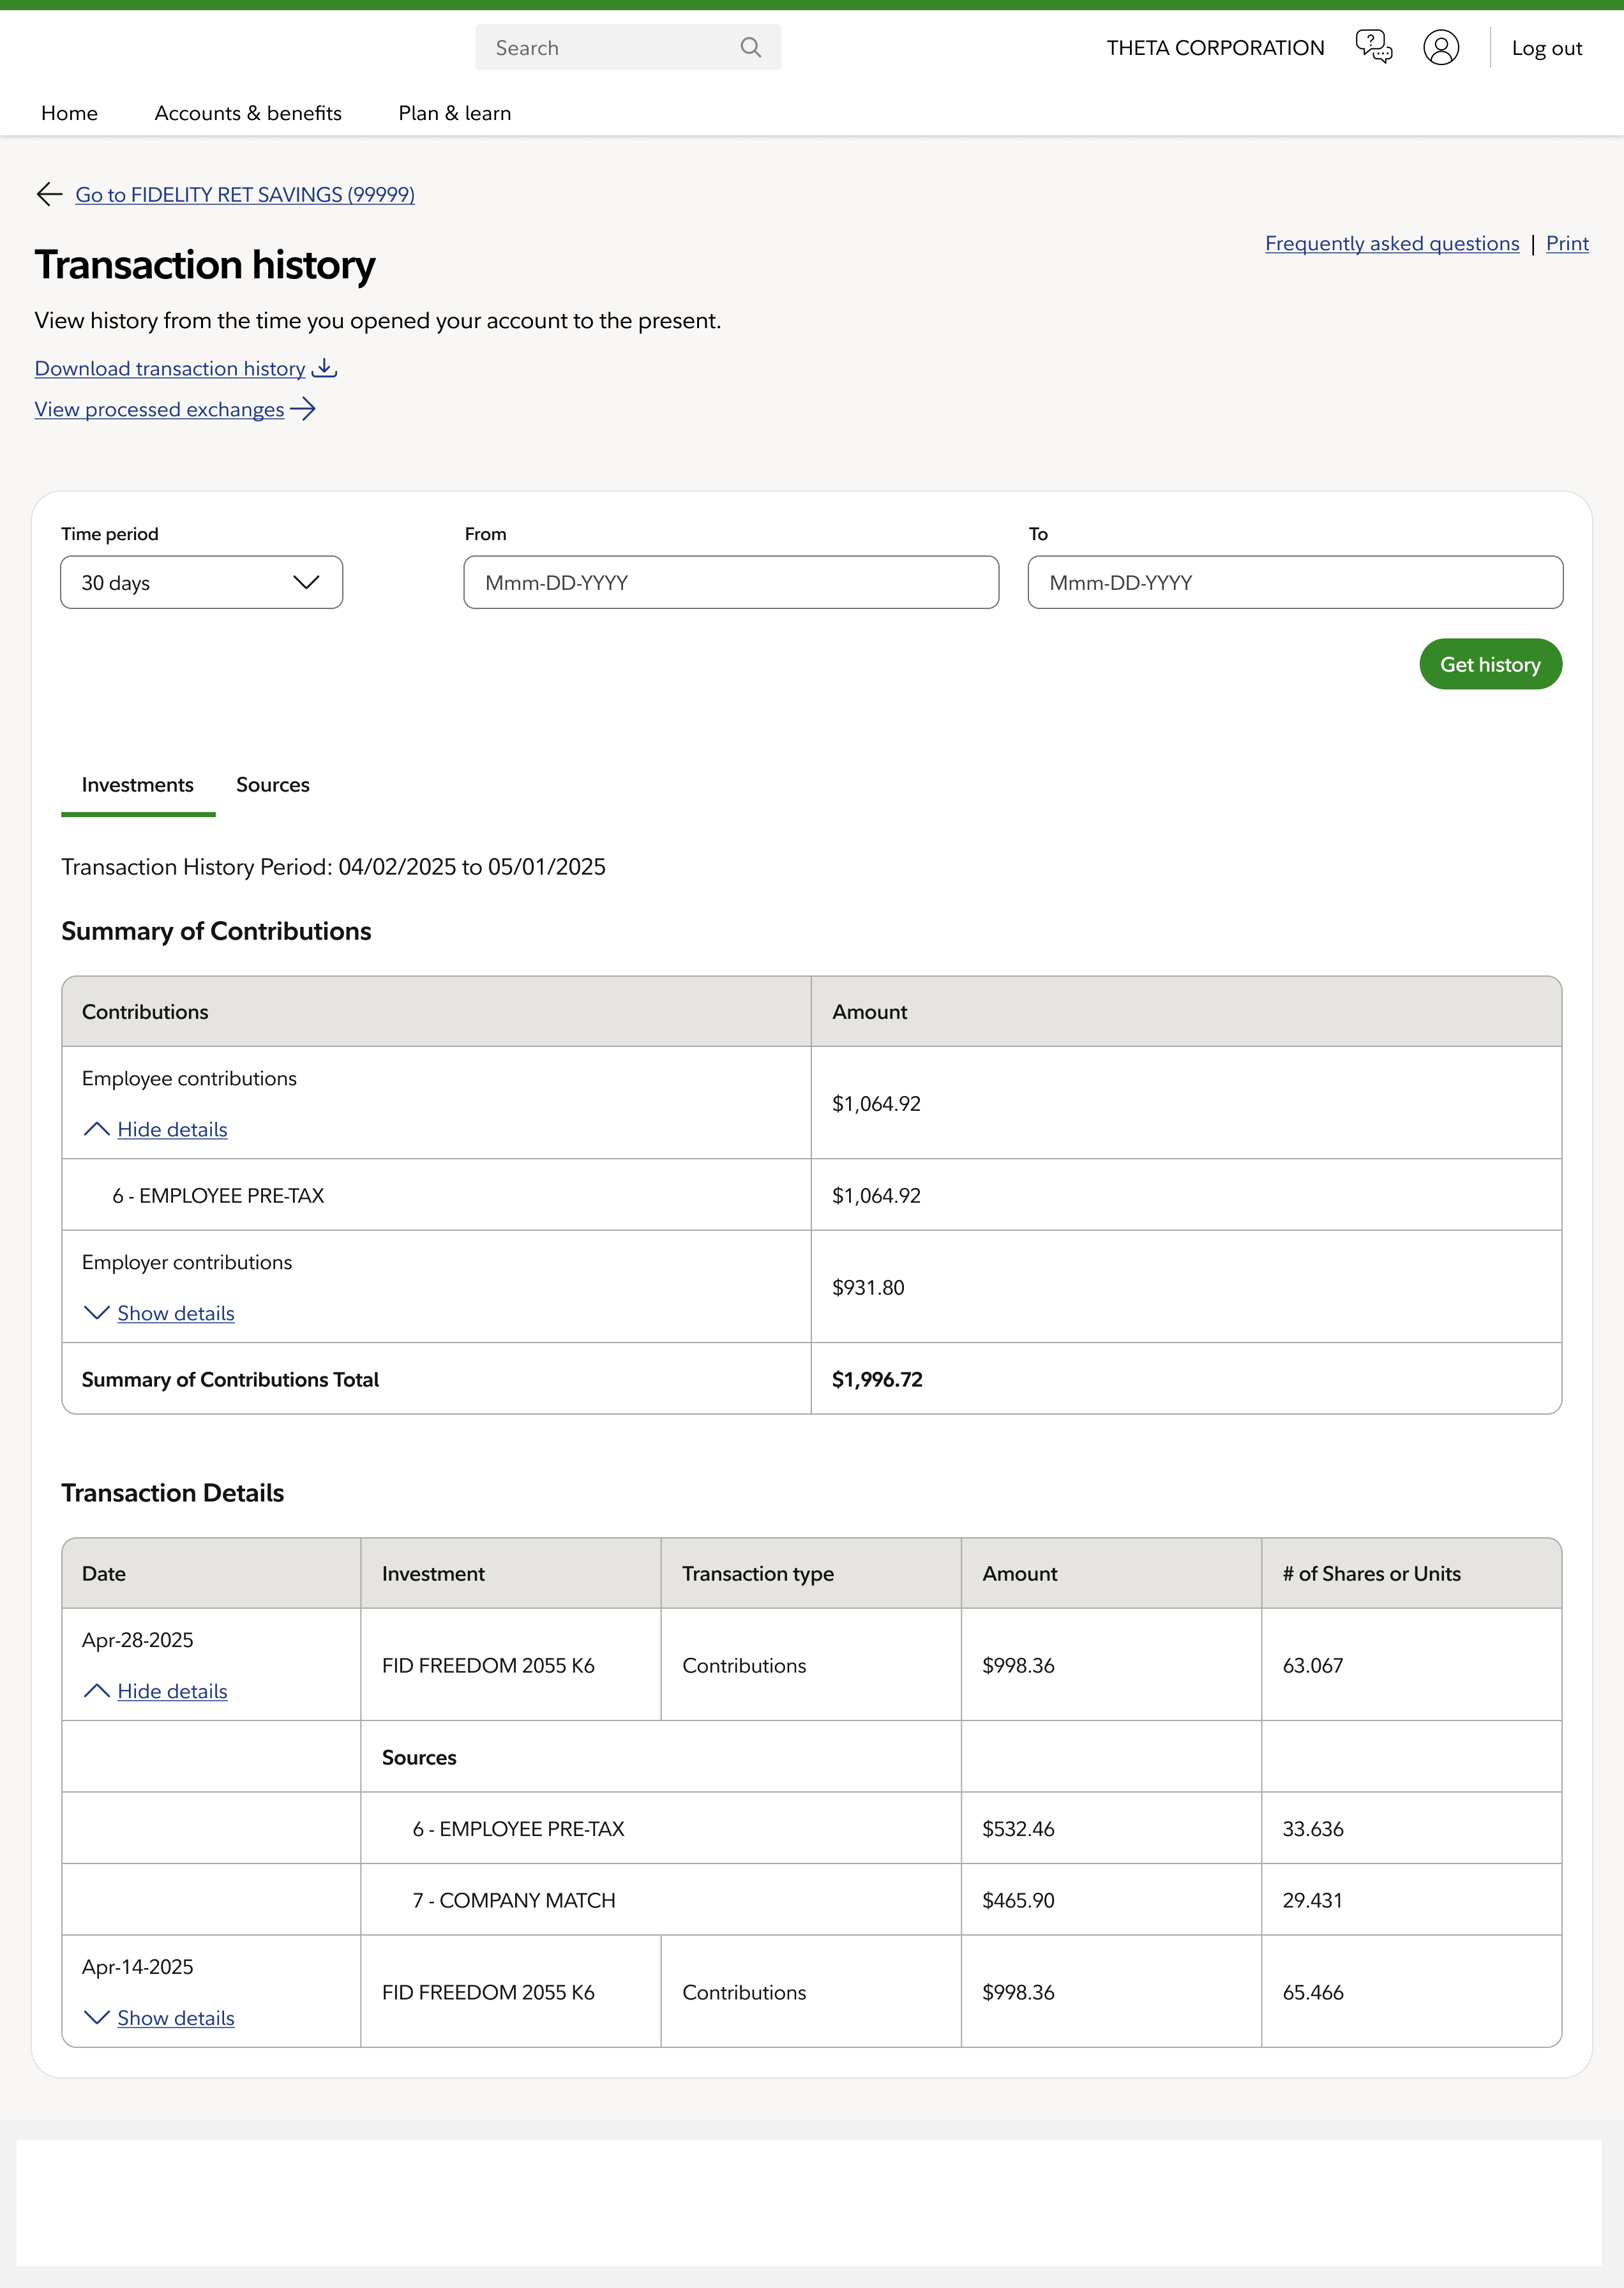 Search
THETA CORPORATION
Log out
Home
Accounts & benefits
Plan & learn
Go to FIDELITY RET SAVINGS (99999)
Frequently asked questions | Print
Transaction history
View history from the time you opened your account to the present.
Download transaction history
View processed exchanges
Time period
From
To
30 days
Mmm-DD-YYYY
Mmm-DD-YYYY
Get history
Investments
Sources
Transaction History Period: 04/02/2025 to 05/01/2025
Summary of Contributions
Contributions
Amount
Employee contributions
Hide details
$1,064.92
6 - EMPLOYEE PRE-TAX
$1,064.92
Employer contributions
Show details
$931.80
Summary of Contributions Total
$1,996.72
Transaction Details
Date
Investment
Transaction type
Amount
# of Shares or Units
Apr-28-2025
Hide details
FID FREEDOM 2055 K6
Contributions
$998.36
63.067
Sources
6 - EMPLOYEE PRE-TAX
$532.46
33.636
7 - COMPANY MATCH
$465.90
29.431
Apr-14-2025
Show details
FID FREEDOM 2055 K6
Contributions
$998.36
65.466